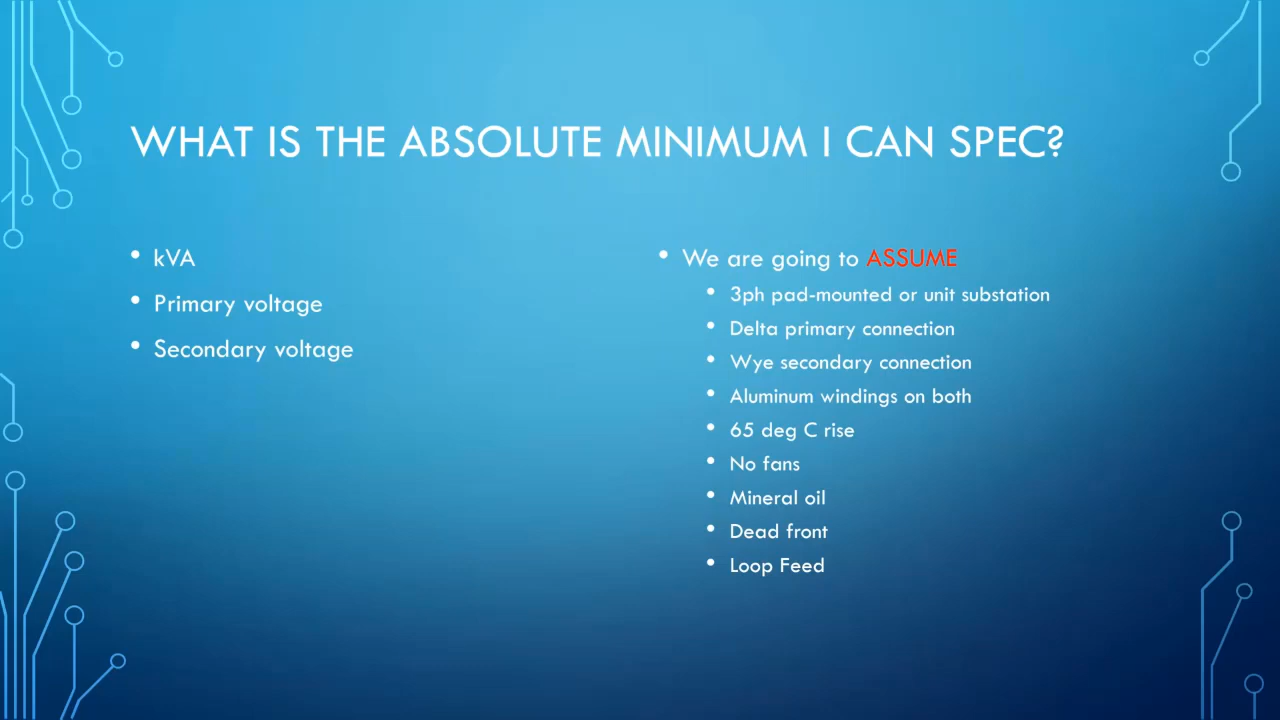 WHAT IS THE ABSOLUTE MINIMUM I CAN SPEC?
• kVA
• Primary voltage
• Secondary voltage
• We are going to ASSUME
• 3ph pad-mounted or unit substation
• Delta primary connection
• Wye secondary connection
• Aluminum windings on both
• 65 deg C rise
• No fans
• Mineral oil
• Dead front
• Loop Feed